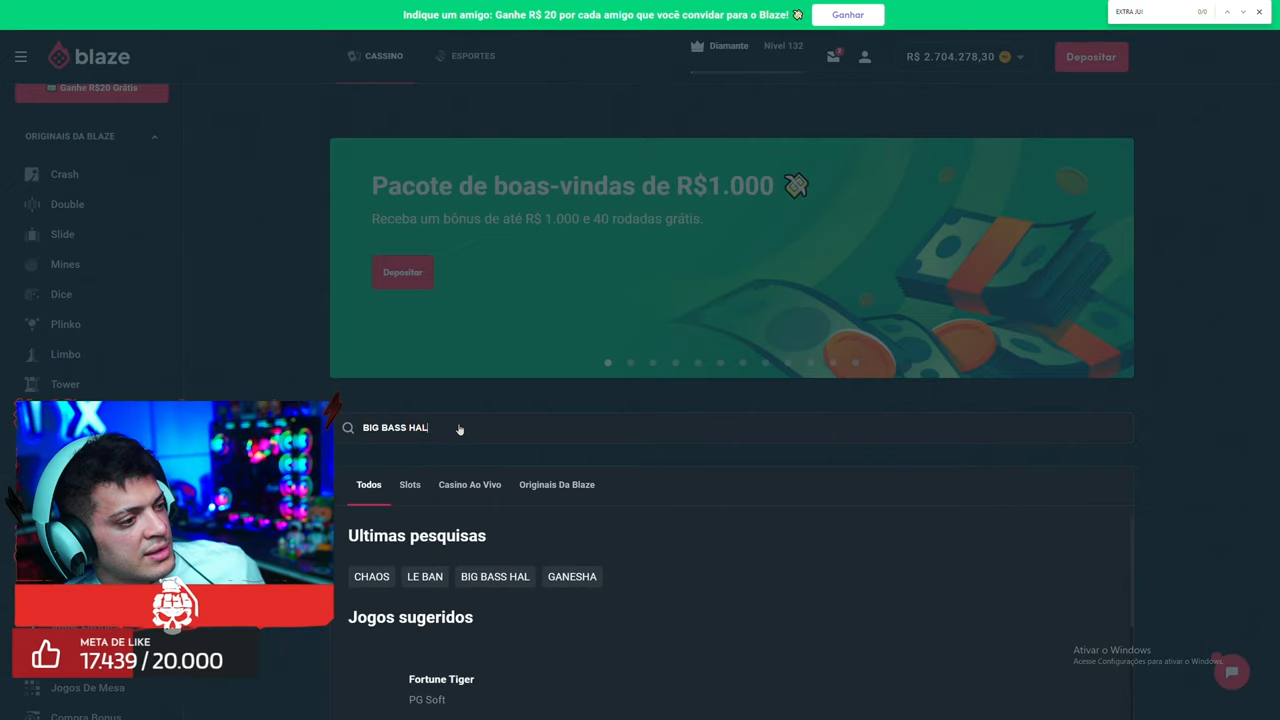 Indique um amigo: Ganhe R$ 20 por cada amigo que você convidar para o Blaze!
Ganhar
EXTRA JUI
0/0
blaze
CASSINO
ESPORTES
Diamante
Nível 132
2
R$ 2.704.278,30
Depositar
Ganhe R$20 Grátis
ORIGINAIS DA BLAZE
Crash
Double
Slide
Mines
Dice
Plinko
Limbo
Tower
Pacote de boas-vindas de R$1.000
Receba um bônus de até R$ 1.000 e 40 rodadas grátis.
Depositar
BIG BASS HAL
Todos
Slots
Casino Ao Vivo
Originais Da Blaze
Ultimas pesquisas
CHAOS
LE BAN
BIG BASS HAL
GANESHA
Jogos sugeridos
Fortune Tiger
PG Soft
META DE LIKE
17.439 / 20.000
Jogos De Mesa
Compra Bonus
Ativar o Windows
Acesse Configurações para ativar o Windows.